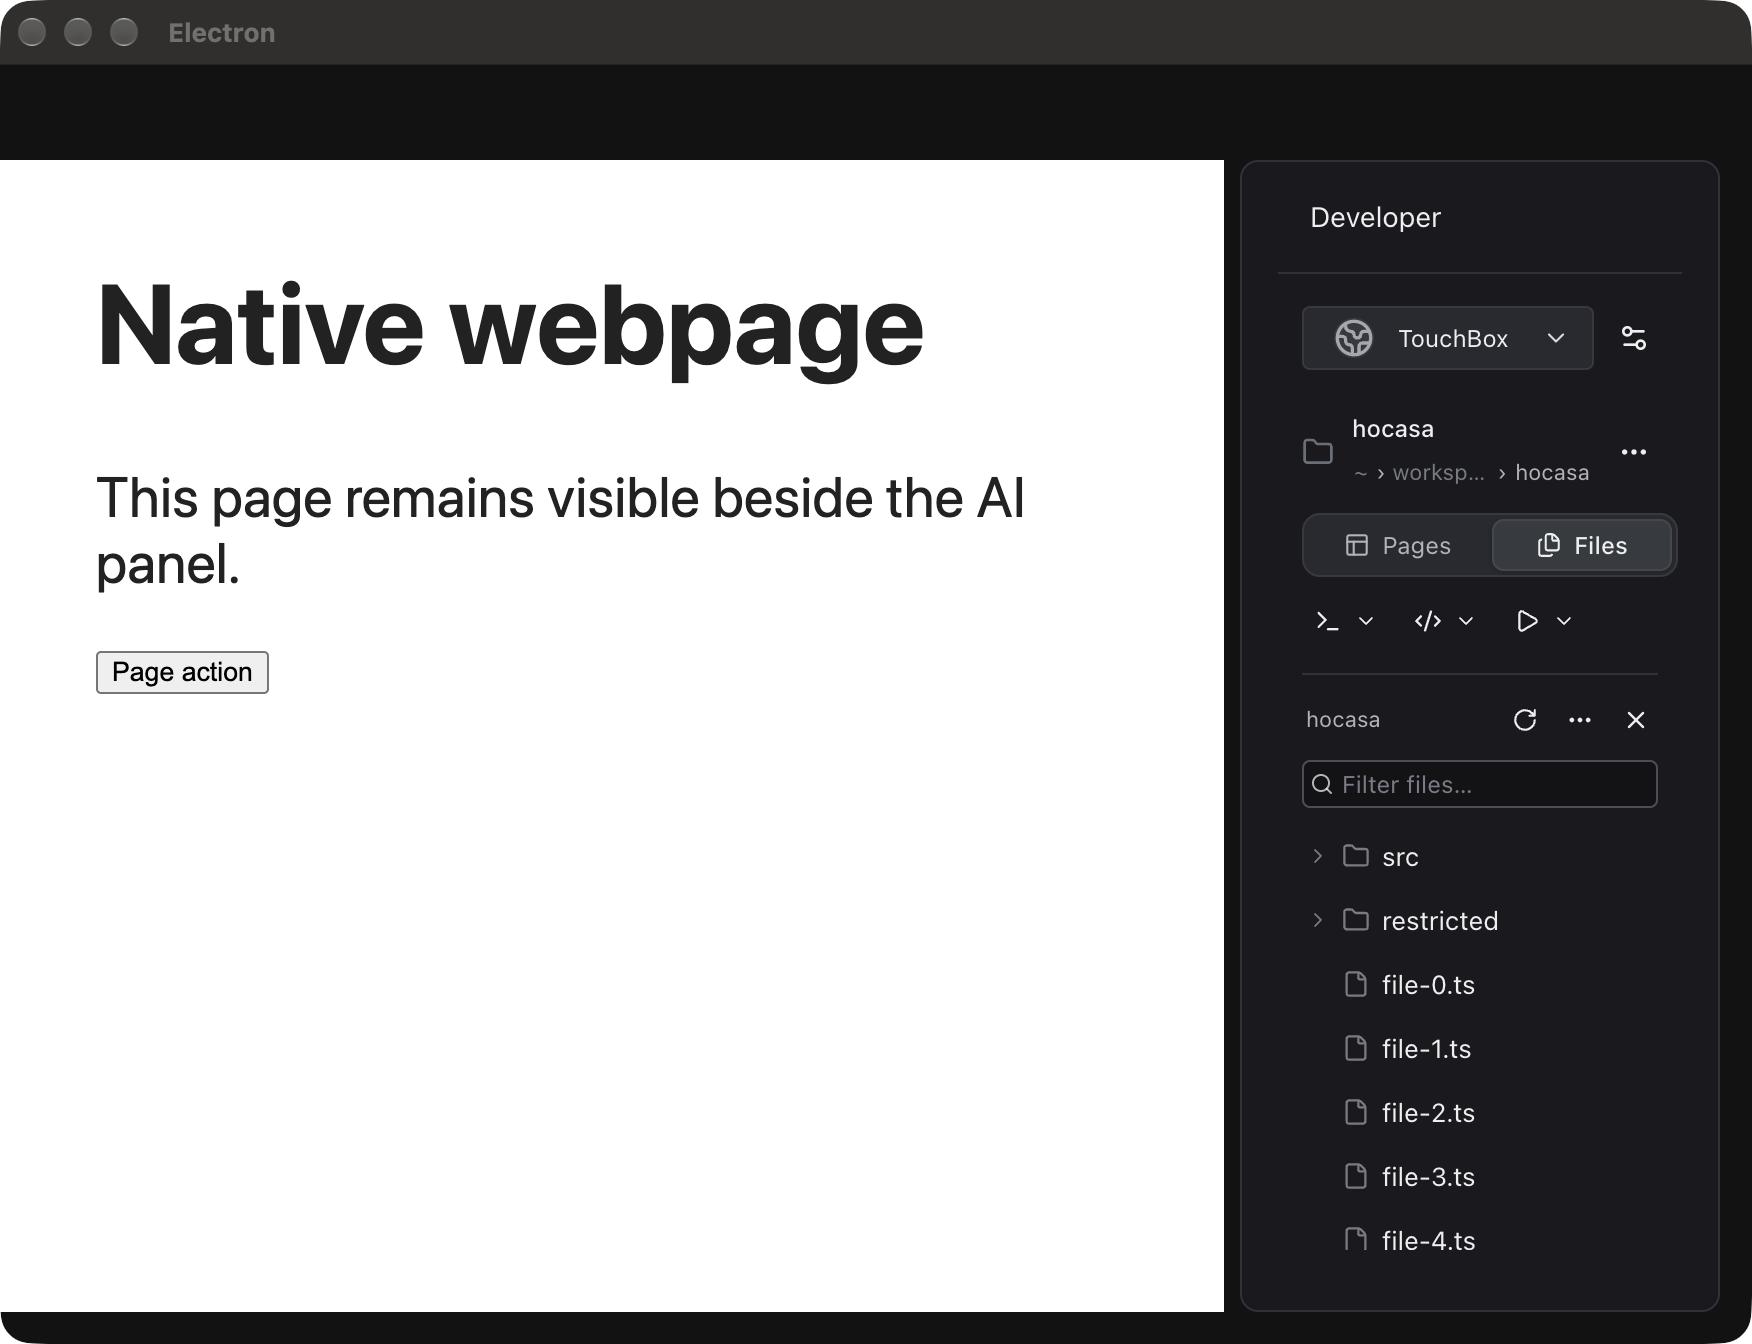 Electron
Native webpage
This page remains visible beside the AI
panel.
Page action
Developer
TouchBox
hocasa
~ › worksp... › hocasa
Pages Files
hocasa
Filter files...
src
restricted
file-0.ts
file-1.ts
file-2.ts
file-3.ts
file-4.ts